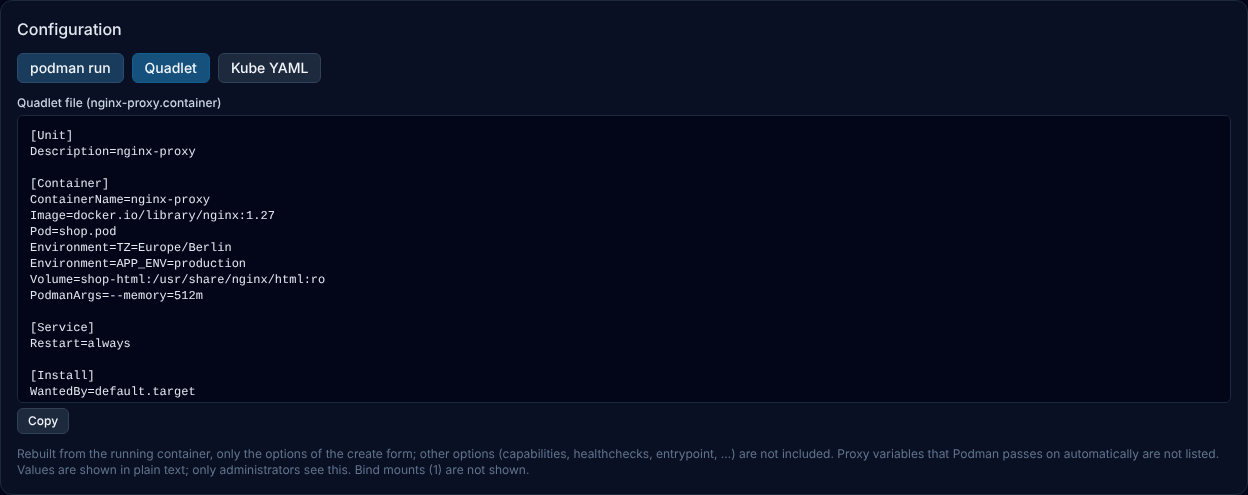 Configuration
podman run
Quadlet
Kube YAML
Quadlet file (nginx-proxy.container)
[Unit]
Description=nginx-proxy
[Container]
ContainerName=nginx-proxy
Image=docker.io/library/nginx:1.27
Pod=shop.pod
Environment=TZ=Europe/Berlin
Environment=APP_ENV=production
Volume=shop-html:/usr/share/nginx/html:ro
PodmanArgs=--memory=512m
[Service]
Restart=always
[Install]
WantedBy=default.target
Copy
Rebuilt from the running container, only the options of the create form; other options (capabilities, healthchecks, entrypoint, …) are not included. Proxy variables that Podman passes on automatically are not listed.
Values are shown in plain text; only administrators see this. Bind mounts (1) are not shown.